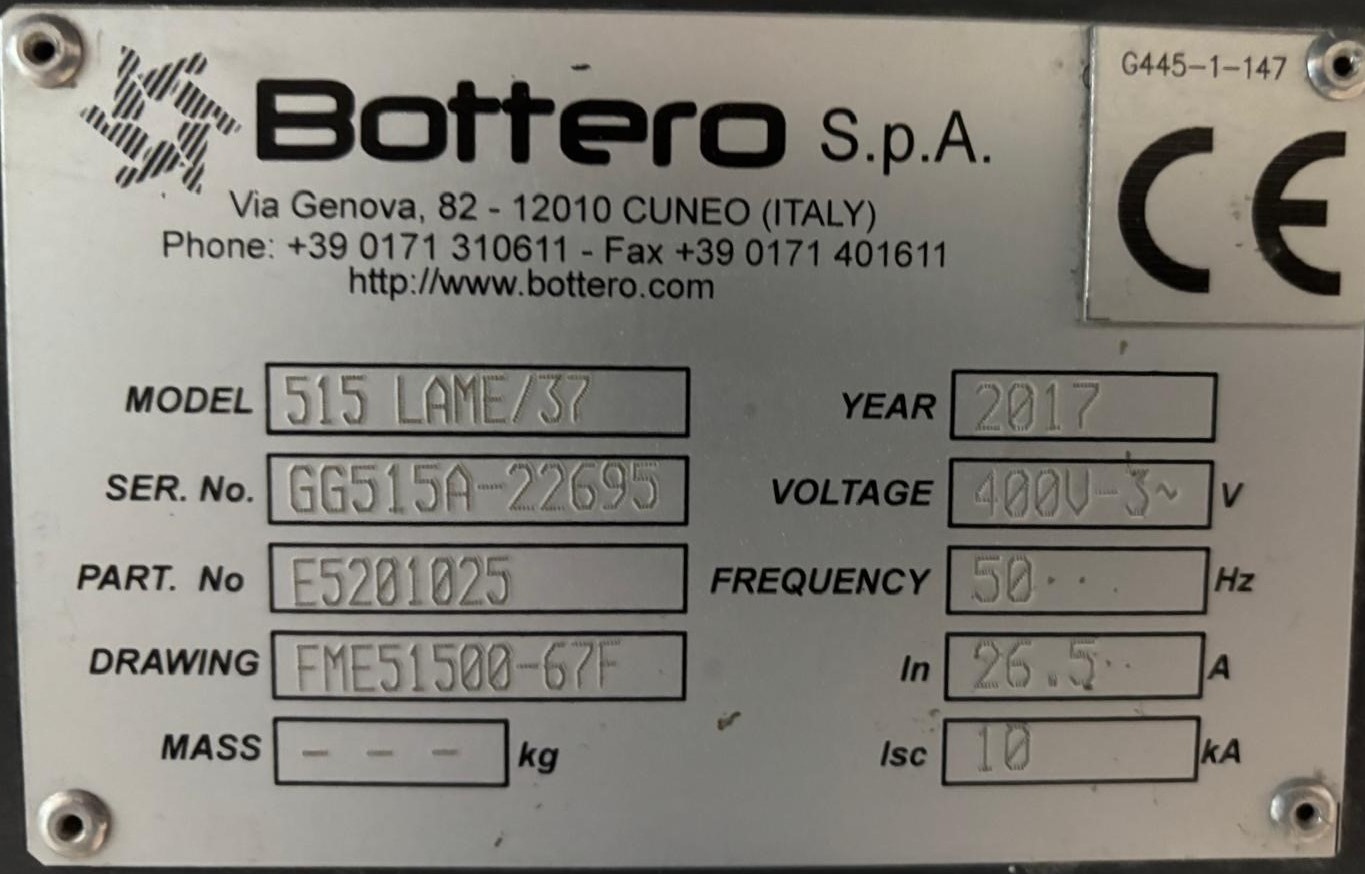 Bottero S.p.A.
Via Genova, 82 - 12010 CUNEO (ITALY)
Phone: +39 0171 310611 - Fax +39 0171 401611
http://www.bottero.com
G445-1-147
CE
MODEL 515 LAME/37
SER. No. GG515A-22695
PART. No E5201025
DRAWING FME51500-67F
MASS - - - kg
YEAR 2017
VOLTAGE 400V-3~ V
FREQUENCY 50 Hz
In 26.5 A
Isc 10 kA